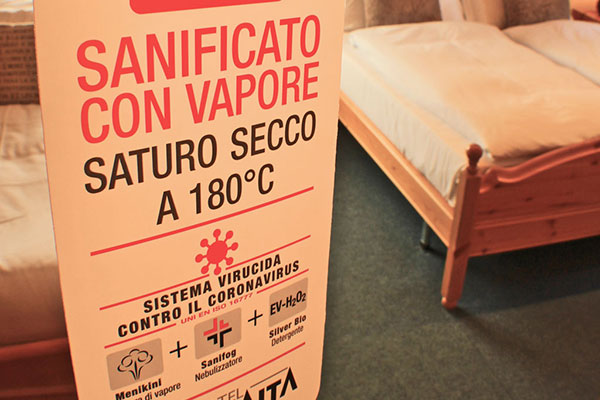 SANIFICATO
CON VAPORE
SATURO SECCO
A 180°C
SISTEMA VIRUCIDA
CONTRO IL CORONAVIRUS
UNI EN ISO 16777
+ +
EV-H₂O₂
Menikini
di vapore
Sanifog
Nebulizzatore
Silver Bio
Detergente